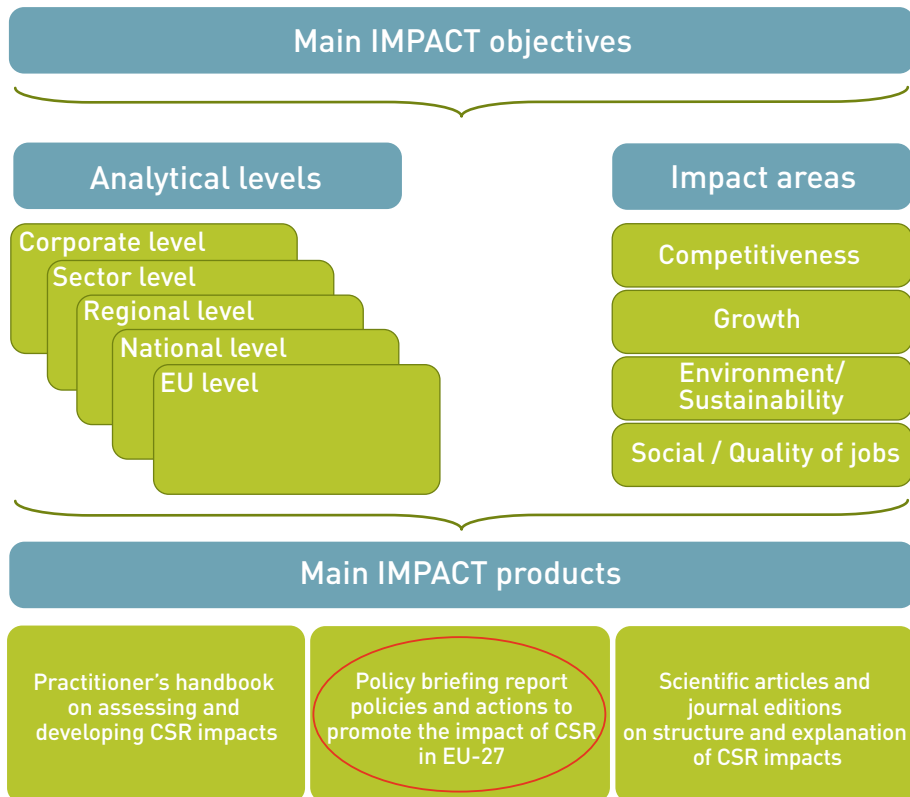 Main IMPACT objectives
Analytical levels
Corporate level
Sector level
Regional level
National level
EU level
Impact areas
Competitiveness
Growth
Environment/
Sustainability
Social / Quality of jobs
Main IMPACT products
Practitioner’s handbook
on assessing and
developing CSR impacts
Policy briefing report
policies and actions to
promote the impact of CSR
in EU-27
Scientific articles and
journal editions
on structure and explanation
of CSR impacts